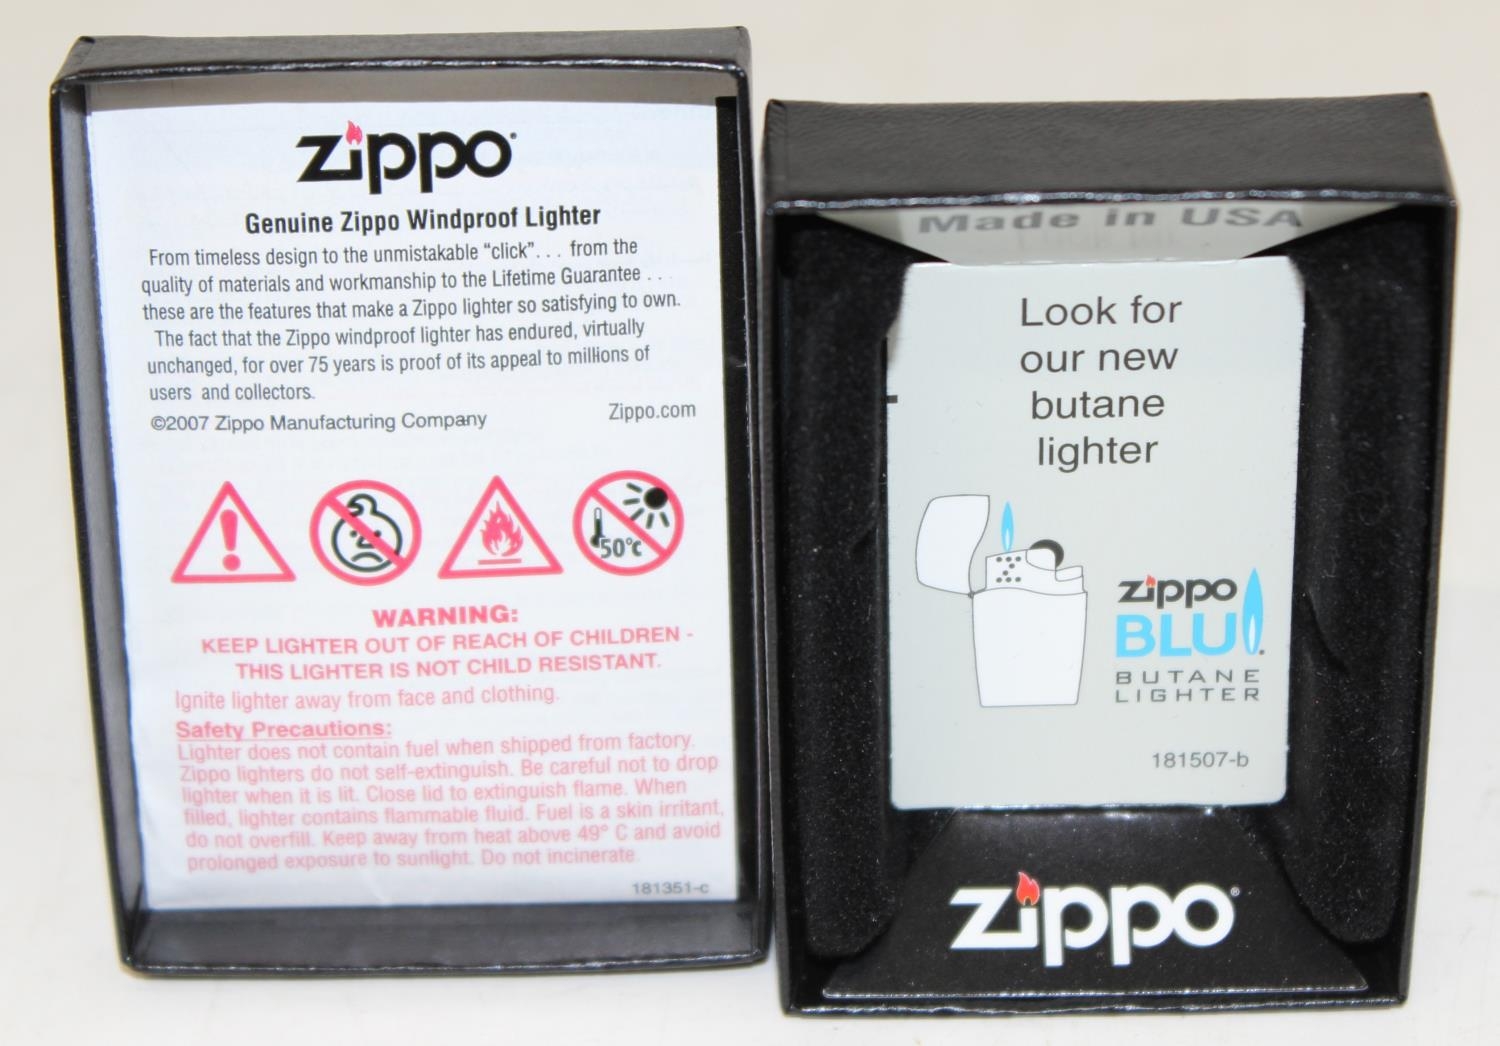 Zippo®
Genuine Zippo Windproof Lighter
From timeless design to the unmistakable “click”. . . from the
quality of materials and workmanship to the Lifetime Guarantee . . .
these are the features that make a Zippo lighter so satisfying to own.
The fact that the Zippo windproof lighter has endured, virtually
unchanged, for over 75 years is proof of its appeal to millions of
users and collectors.
©2007 Zippo Manufacturing Company
Zippo.com
50°c
WARNING:
KEEP LIGHTER OUT OF REACH OF CHILDREN -
THIS LIGHTER IS NOT CHILD RESISTANT.
Ignite lighter away from face and clothing.
Safety Precautions:
Lighter does not contain fuel when shipped from factory.
Zippo lighters do not self-extinguish. Be careful not to drop
lighter when it is lit. Close lid to extinguish flame. When
filled, lighter contains flammable fluid. Fuel is a skin irritant,
do not overfill. Keep away from heat above 49° C and avoid
prolonged exposure to sunlight. Do not incinerate.
181351-c
Made in USA
Look for
our new
butane
lighter
Zippo
BLU
BUTANE
LIGHTER
181507-b
Zippo®